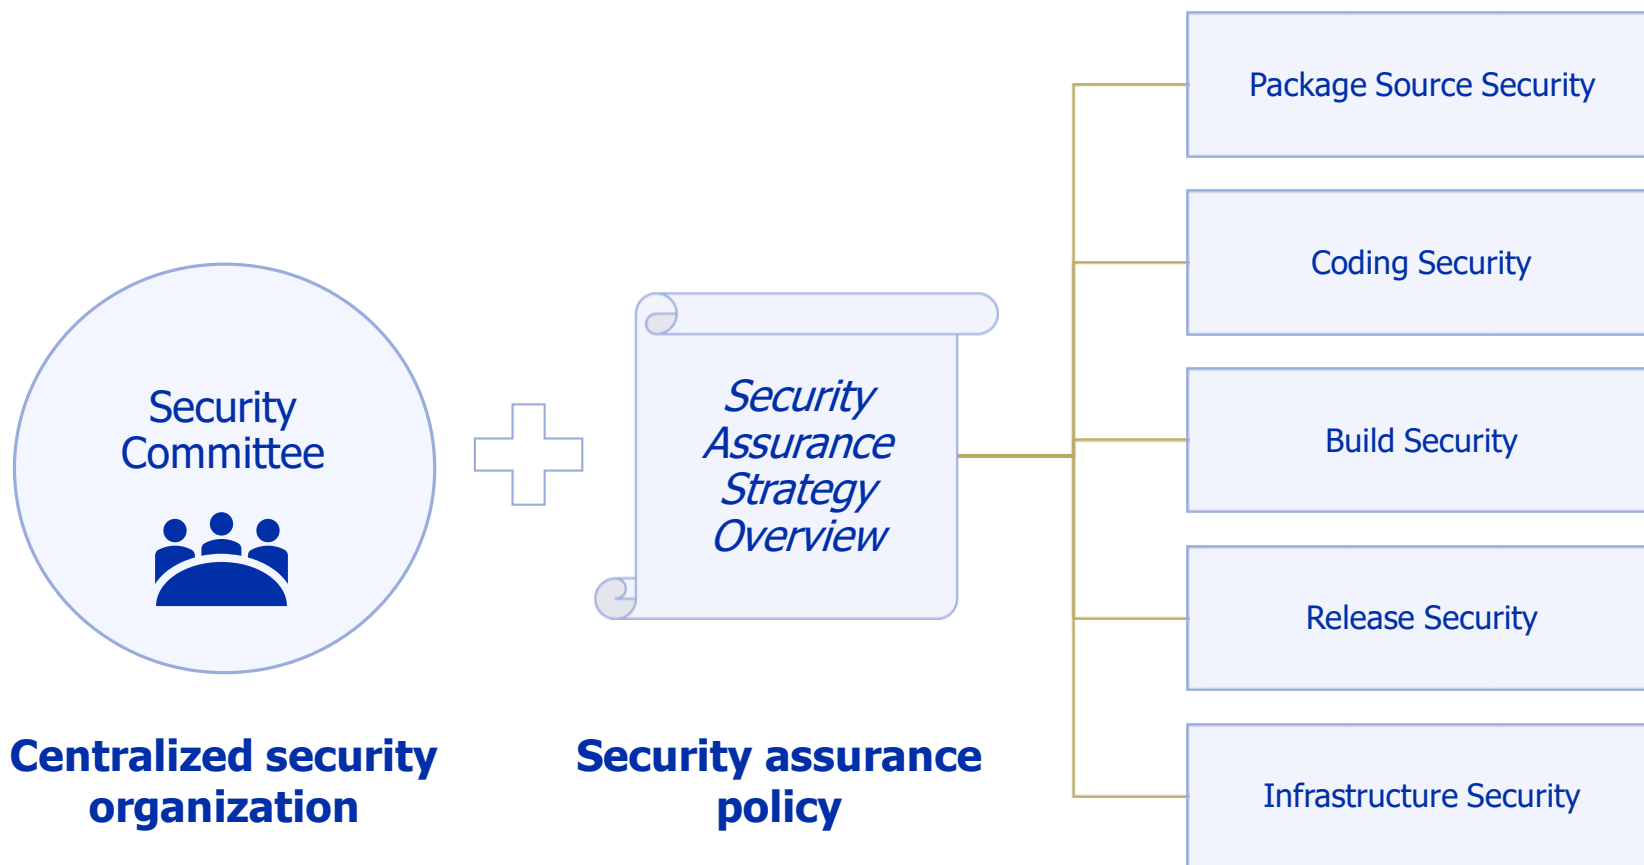 Security
Committee
Centralized security
organization
Security
Assurance
Strategy
Overview
Security assurance
policy
Package Source Security
Coding Security
Build Security
Release Security
Infrastructure Security